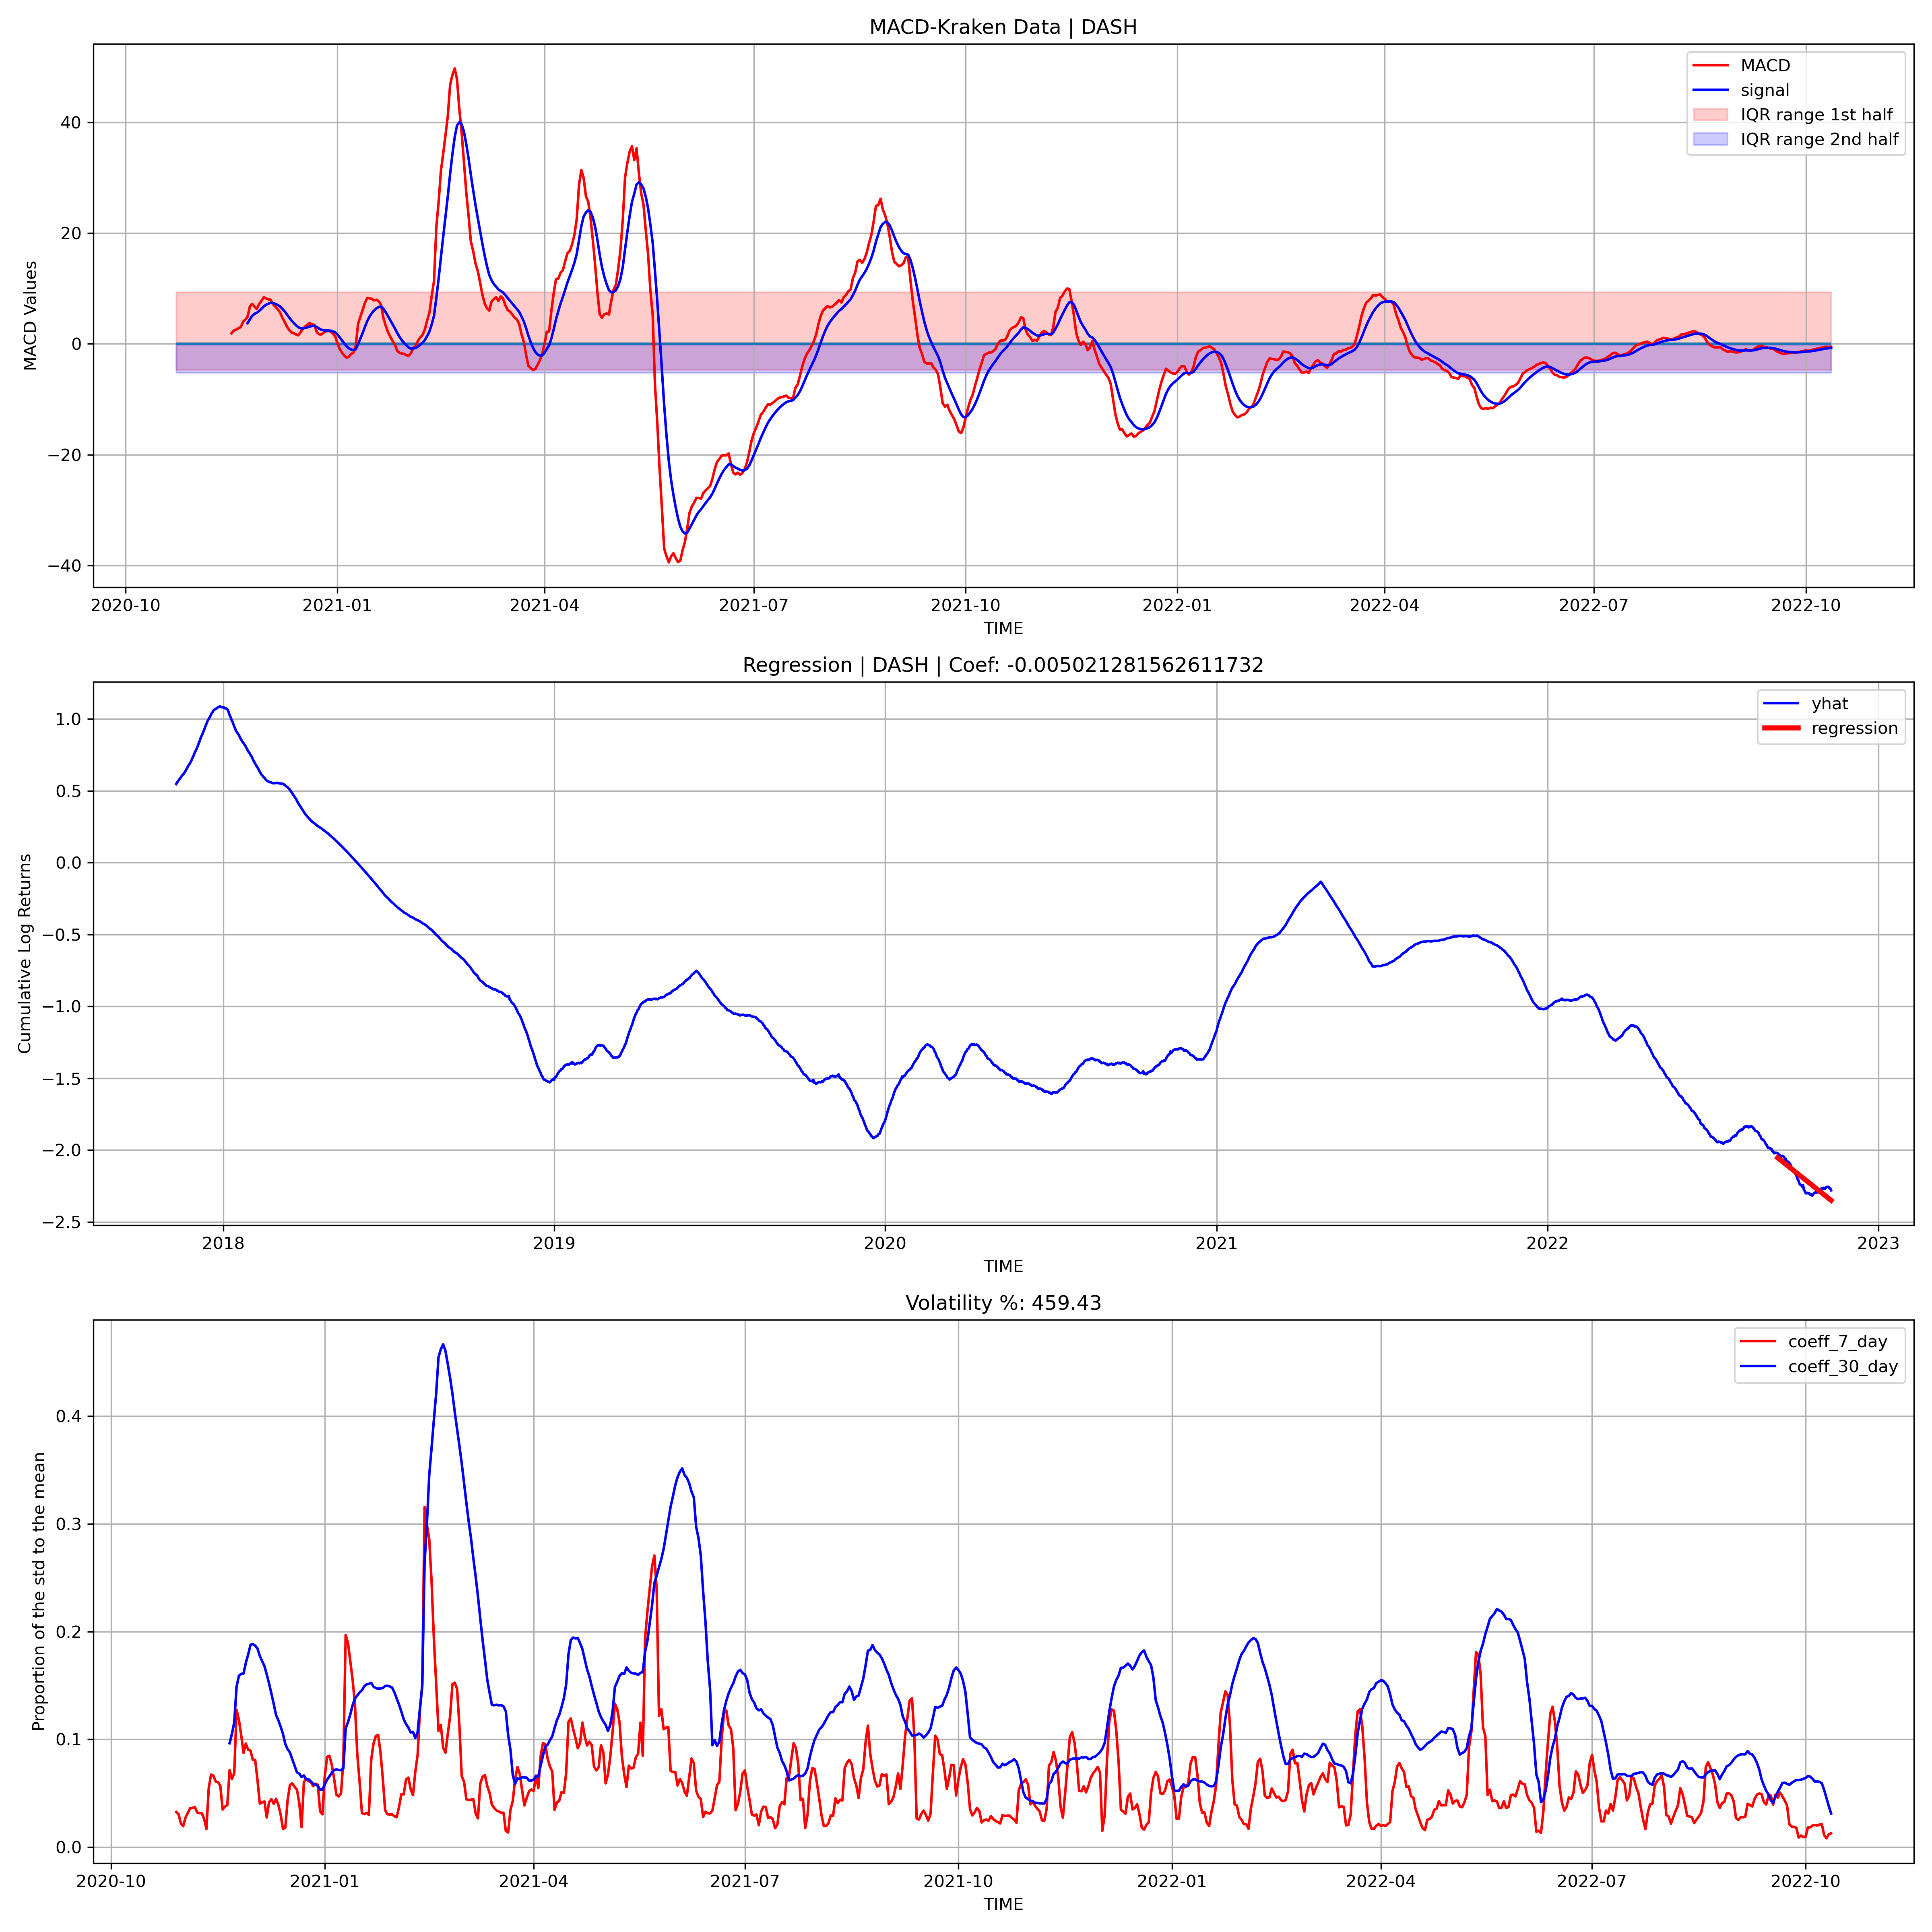 MACD-Kraken Data | DASH
MACD Values
40
20
0
−20
−40
MACD
signal
IQR range 1st half
IQR range 2nd half
2020-10 2021-01 2021-04 2021-07 2021-10 2022-01 2022-04 2022-07 2022-10
TIME
Regression | DASH | Coef: -0.005021281562611732
Cumulative Log Returns
1.0
0.5
0.0
−0.5
−1.0
−1.5
−2.0
−2.5
yhat
regression
2018 2019 2020 2021 2022 2023
TIME
Volatility %: 459.43
Proportion of the std to the mean
0.4
0.3
0.2
0.1
0.0
coeff_7_day
coeff_30_day
2020-10 2021-01 2021-04 2021-07 2021-10 2022-01 2022-04 2022-07 2022-10
TIME